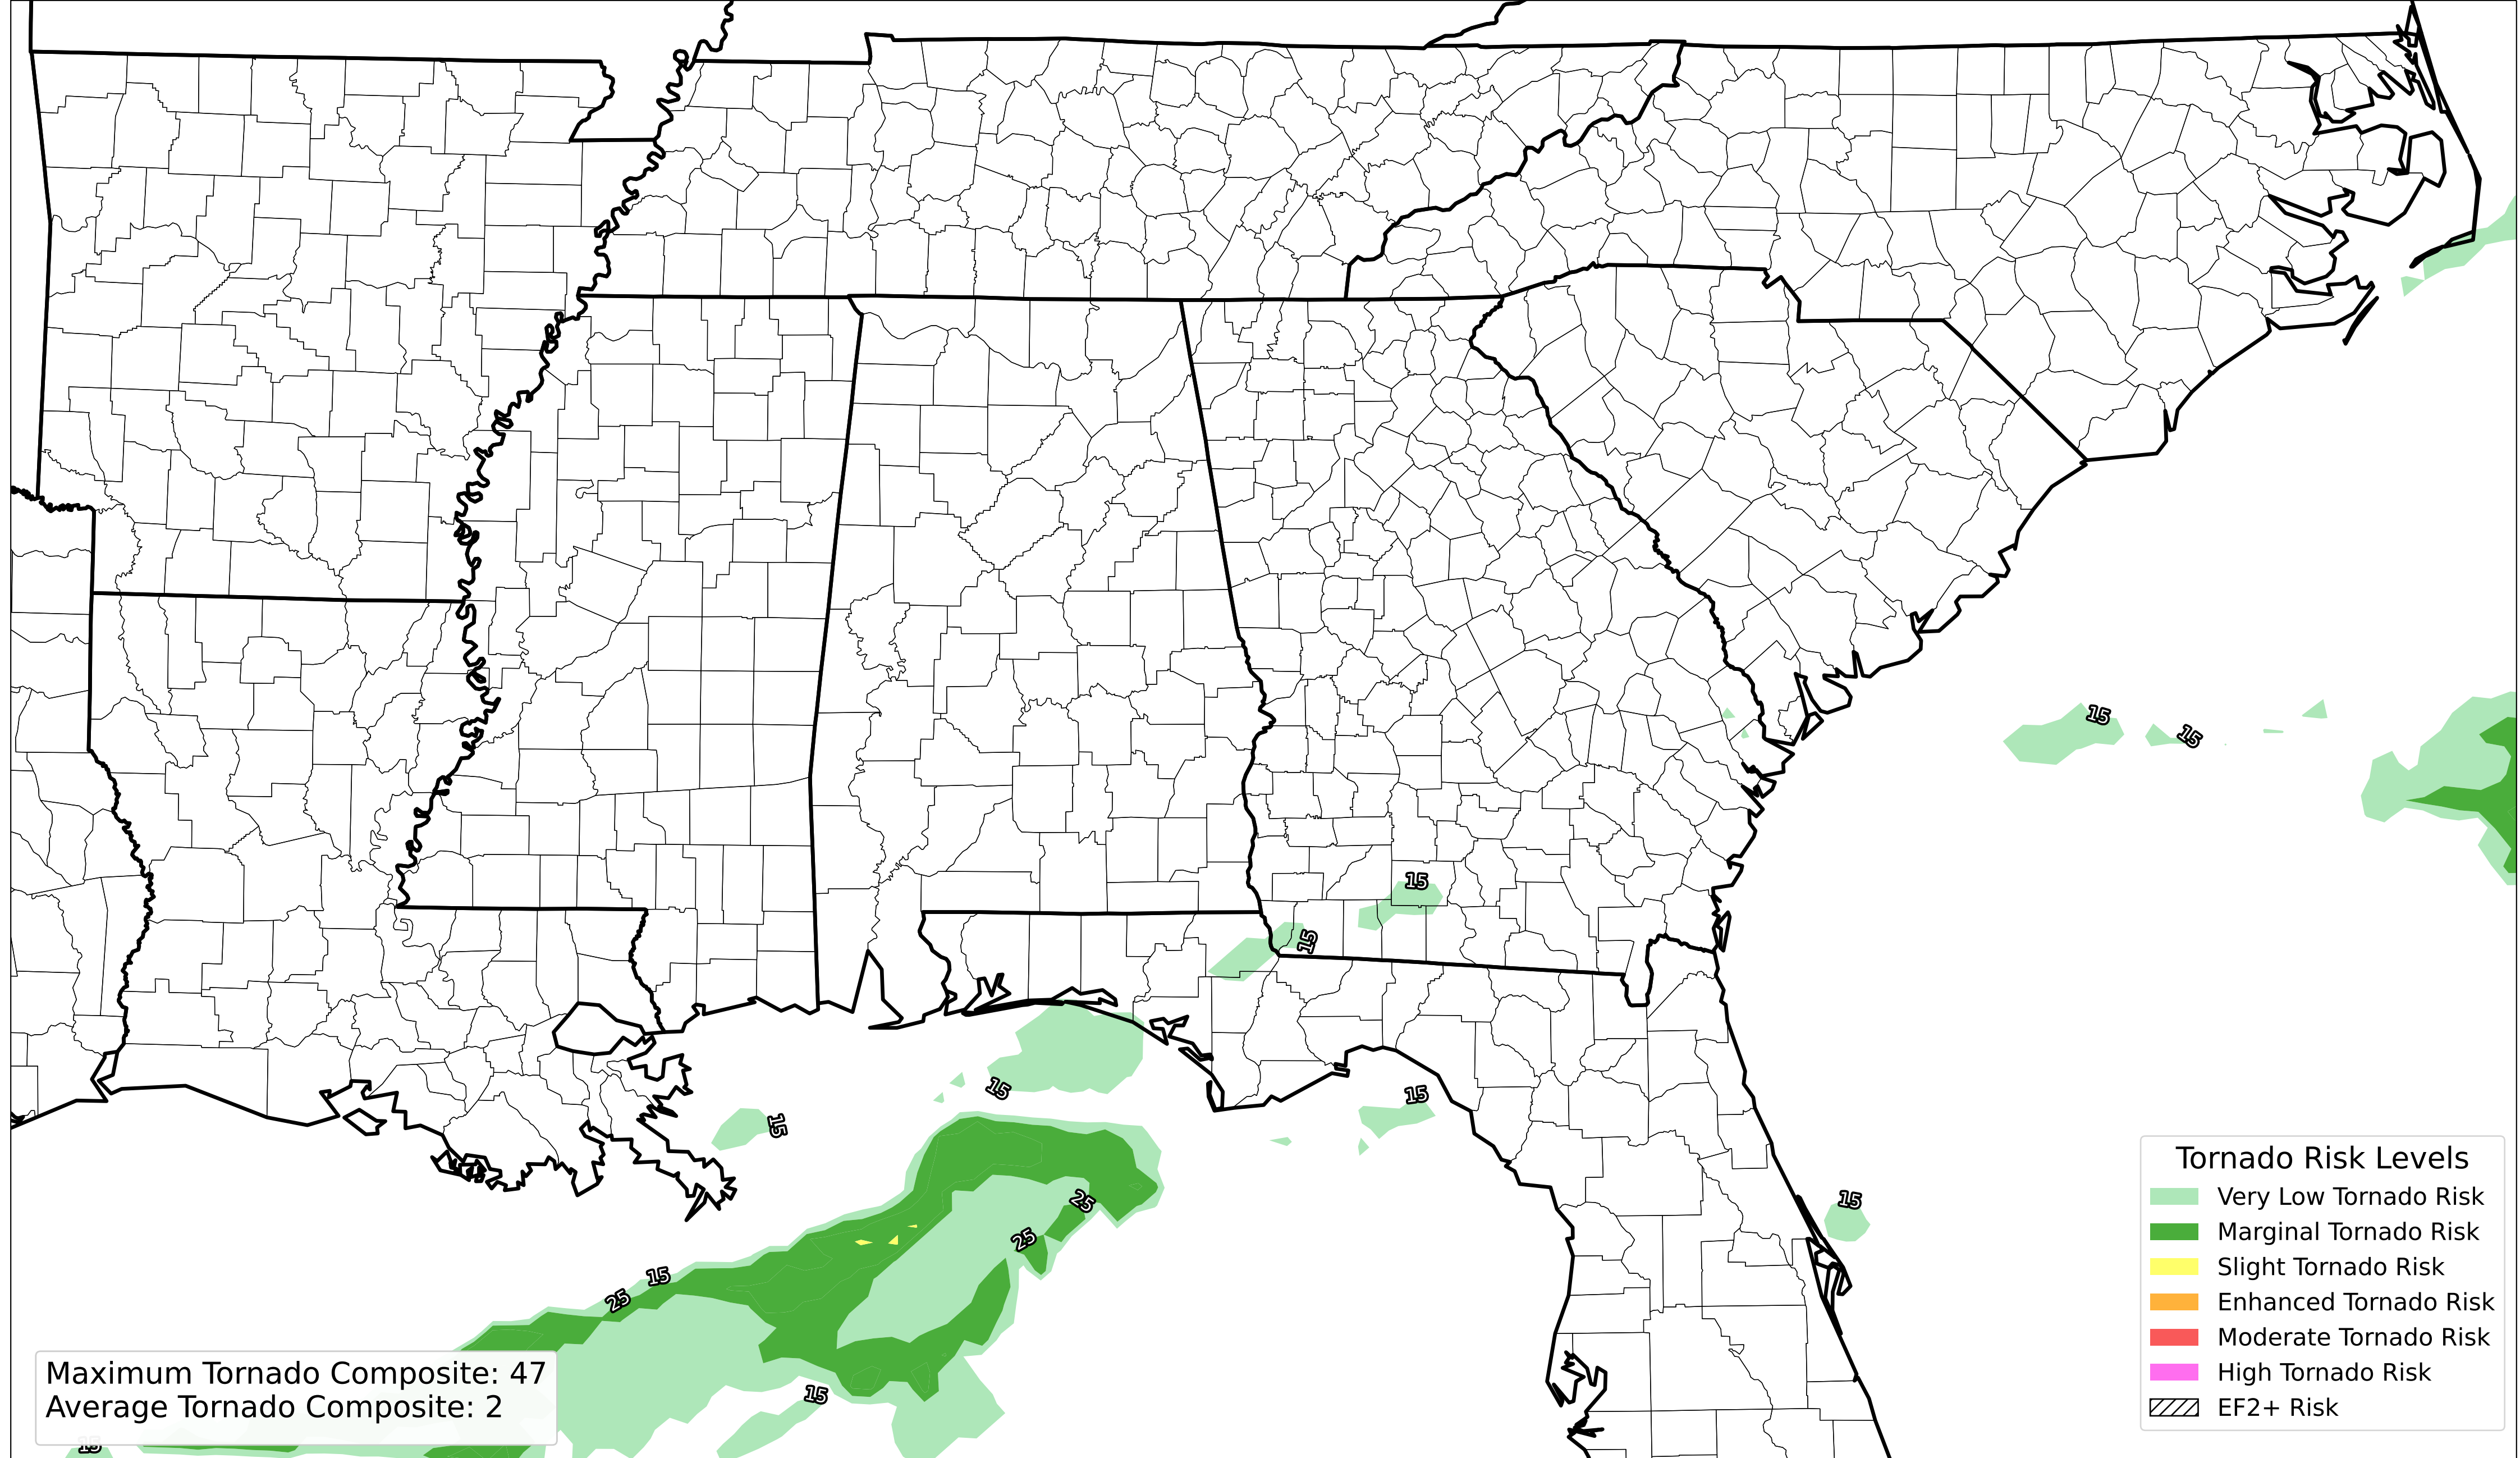 15
15
15
15
15
15
15
Tornado Risk Levels
Very Low Tornado Risk
Marginal Tornado Risk
Slight Tornado Risk
Enhanced Tornado Risk
Moderate Tornado Risk
High Tornado Risk
EF2+ Risk
25
15
25
15
25
15
Maximum Tornado Composite: 47
Average Tornado Composite: 2
15